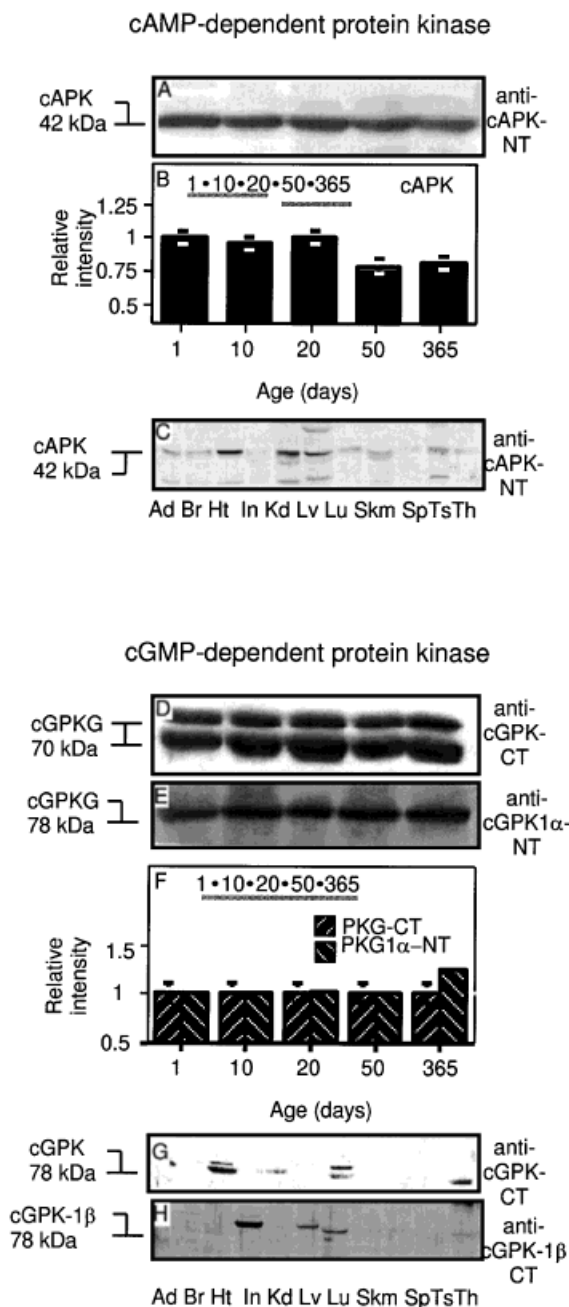 cAMP-dependent protein kinase
A
cAPK
42 kDa
anti-
cAPK-
NT
B
1•10•20•50•365
cAPK
Relative
intensity
1.25
1
0.75
0.5
1 10 20 50 365
Age (days)
C
cAPK
42 kDa
anti-
cAPK-
NT
Ad Br Ht In Kd Lv Lu Skm SpTsTh
cGMP-dependent protein kinase
D
cGPKG
70 kDa
anti-
cGPK-
CT
E
cGPKG
78 kDa
anti-
cGPK1α-
NT
F
1•10•20•50•365
PKG-CT
PKG1α–NT
Relative
intensity
1.5
1
0.5
1 10 20 50 365
Age (days)
G
cGPK
78 kDa
anti-
cGPK-
CT
H
cGPK-1β
78 kDa
anti-
cGPK-1β
CT
Ad Br Ht In Kd Lv Lu Skm SpTsTh